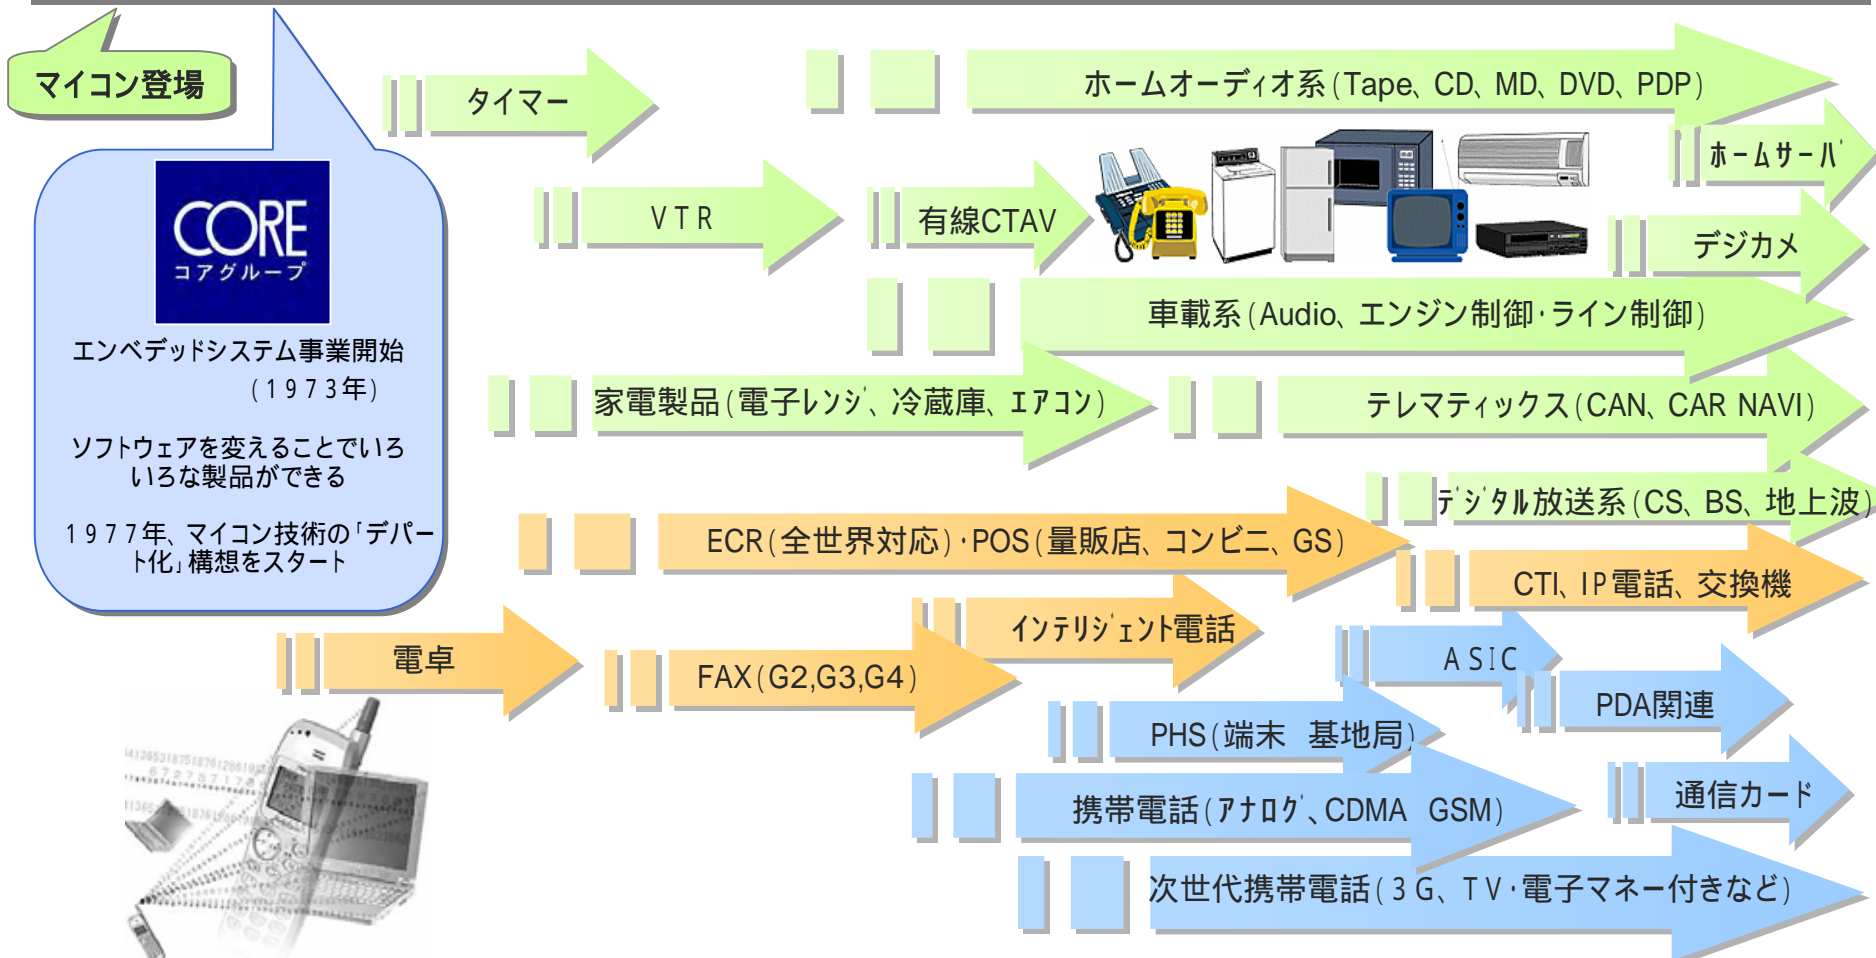 マイコン登場
CORE
コアグループ
エンベデッドシステム事業開始
(1973年)
ソフトウェアを変えることでいろ
いろな製品ができる
1977年、マイコン技術の「デパー
ト化」構想をスタート
タイマー
ホームオーディオ系(Tape、CD、MD、DVD、PDP)
ホームサーバ
VTR
有線CTAV
デジカメ
車載系(Audio、エンジン制御・ライン制御)
家電製品(電子レンジ、冷蔵庫、エアコン)
テレマティックス(CAN、CAR NAVI)
デジタル放送系(CS、BS、地上波)
ECR(全世界対応)・POS(量販店、コンビニ、GS)
CTI、IP電話、交換機
インテリジェント電話
電卓
FAX(G2,G3,G4)
ASIC
PDA関連
PHS(端末 基地局)
通信カード
携帯電話(アナログ、CDMA GSM)
次世代携帯電話(3G、TV・電子マネー付きなど)